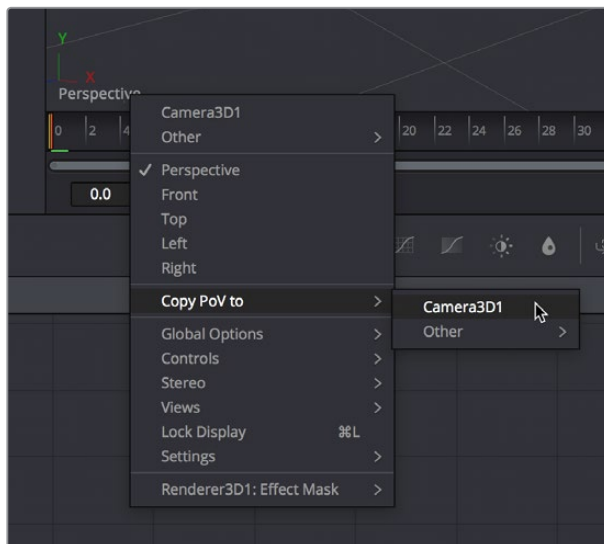 Y
X
Perspective
0 2 4 20 22 24 26 28 30
0.0
Camera3D1
Other
Perspective
Front
Top
Left
Right
Copy PoV to
Camera3D1
Other
Global Options
Controls
Stereo
Views
Lock Display ⌘L
Settings
Renderer3D1: Effect Mask